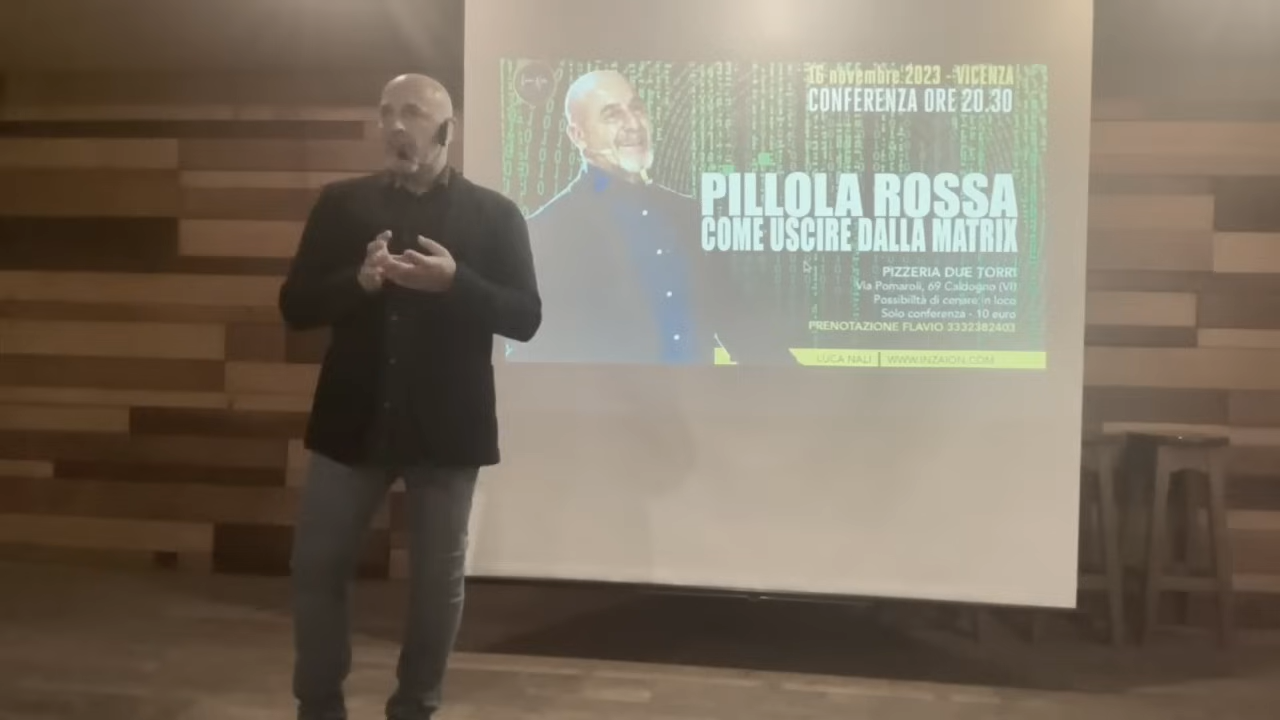 16 novembre 2023 - VICENZA
CONFERENZA ORE 20.30
PILLOLA ROSSA
COME USCIRE DALLA MATRIX
PIZZERIA DUE TORRI
Via Pomaroli, 69 Caldogno (VI)
Possibilità di cenare in loco
Solo conferenza - 10 euro
PRENOTAZIONE FLAVIO 3332382403
LUCA NALI | WWW.INZAION.COM